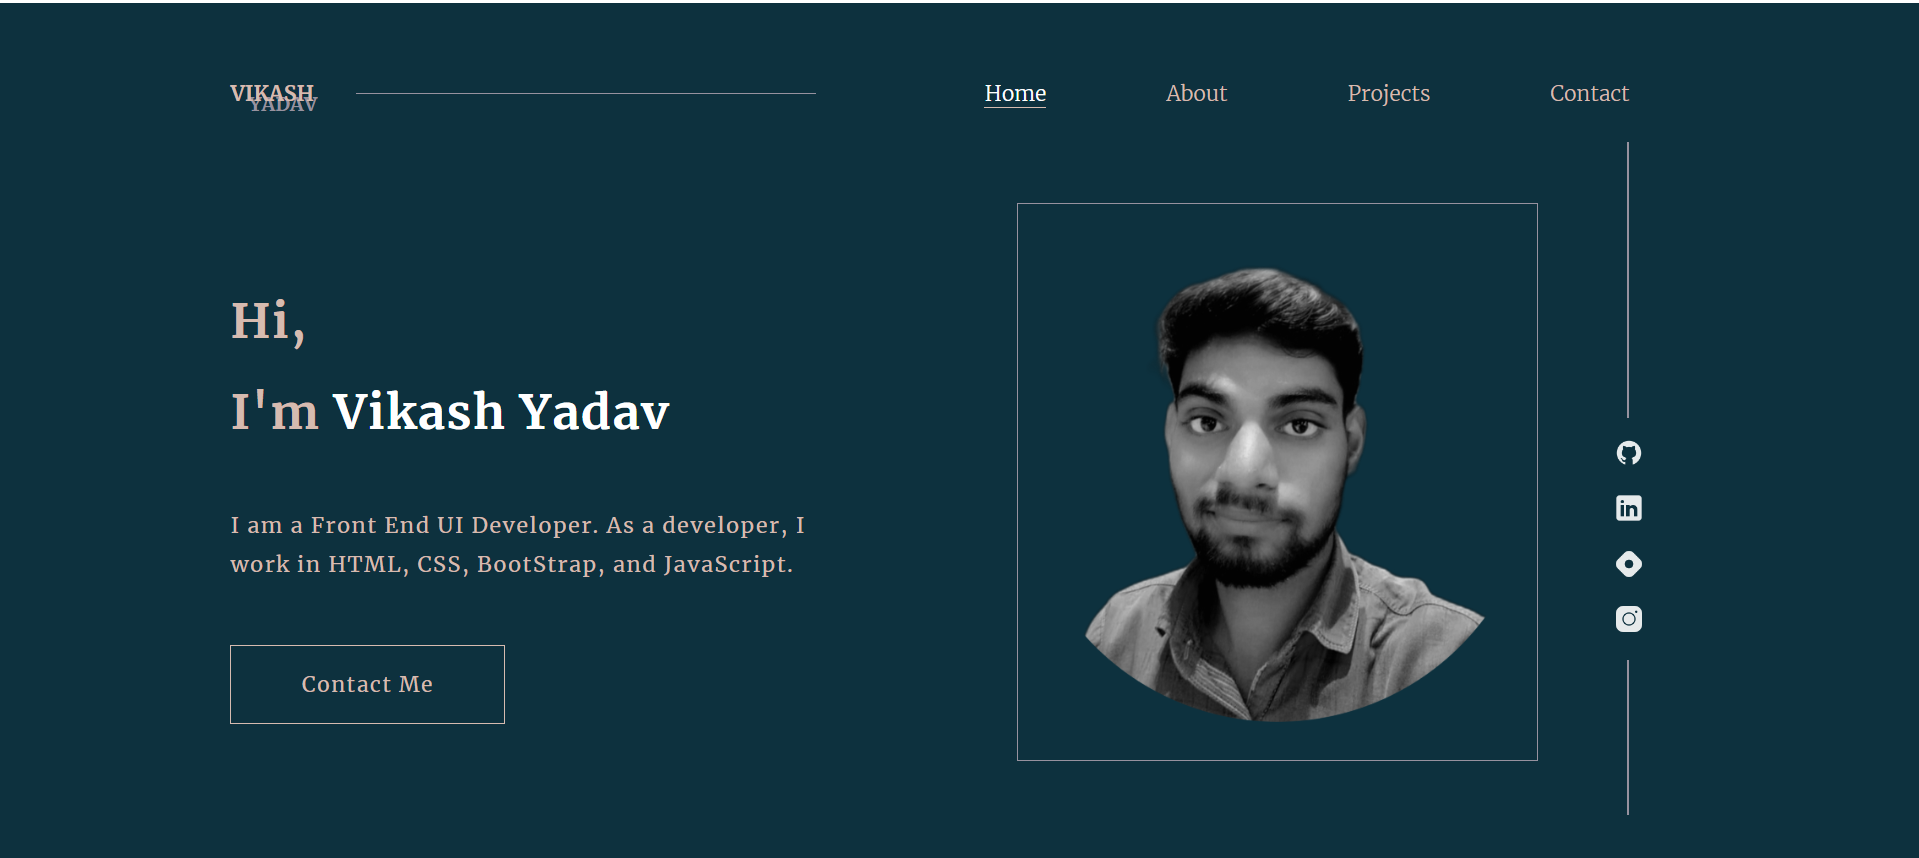 VIKASH
YADAV
Home About Projects Contact
Hi,
I'm Vikash Yadav
I am a Front End UI Developer. As a developer, I
work in HTML, CSS, BootStrap, and JavaScript.
Contact Me
in